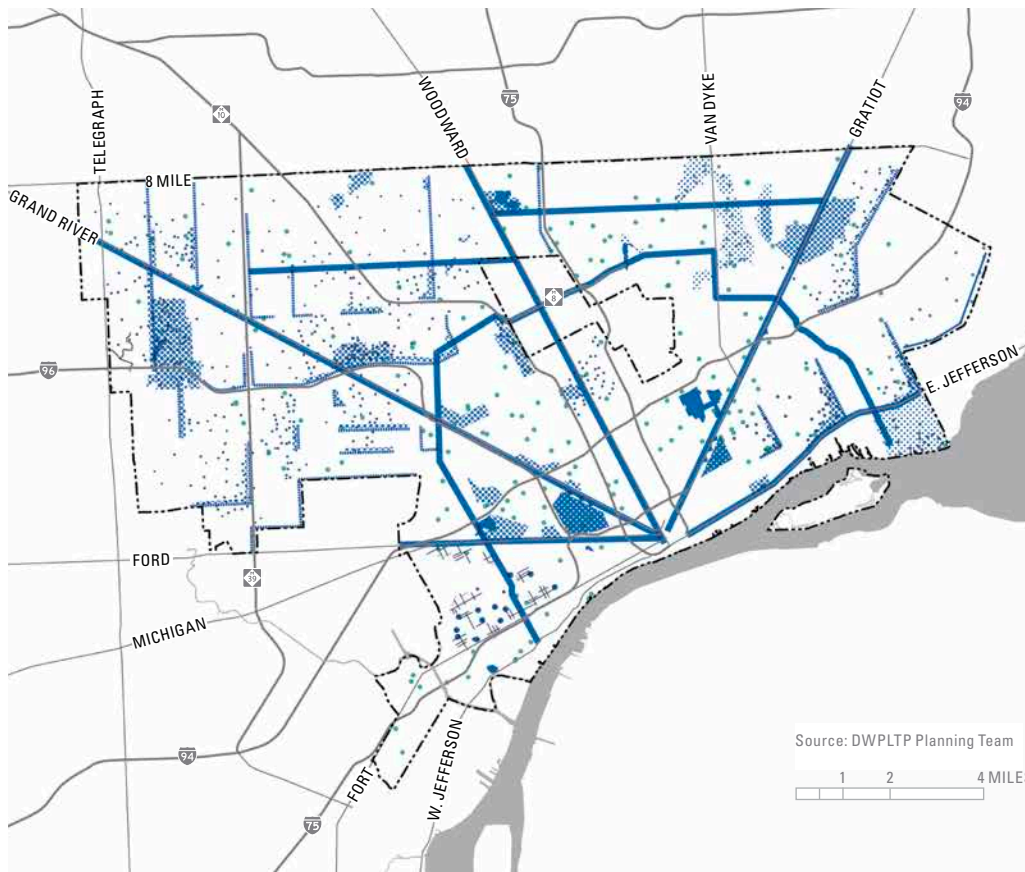 TELEGRAPH
M
10
WOODWARD
75
VAN DYKE
GRATIOT
94
8 MILE
GRAND RIVER
M
8
96
E. JEFFERSON
FORD
M
39
MICHIGAN
94
FORT
W. JEFFERSON
75
Source: DWPLTP Planning Team
1 2 4 MILES